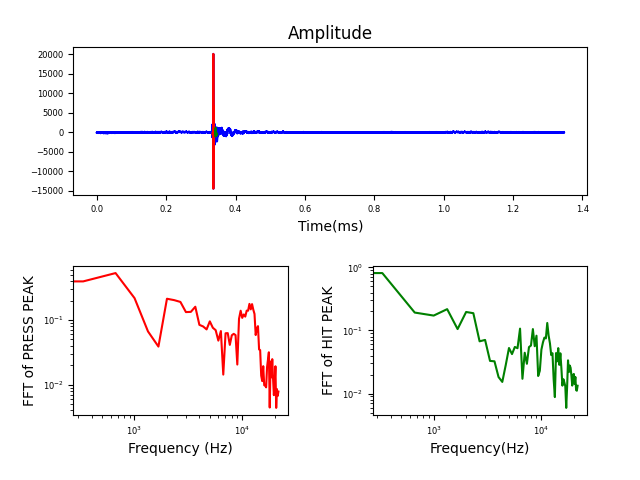 Amplitude
20000
15000
10000
5000
0
−5000
−10000
−15000
0.0 0.2 0.4 0.6 0.8 1.0 1.2 1.4
Time(ms)
FFT of PRESS PEAK
10⁻¹
10⁻²
10³ 10⁴
Frequency (Hz)
FFT of HIT PEAK
10⁰
10⁻¹
10⁻²
10³ 10⁴
Frequency(Hz)